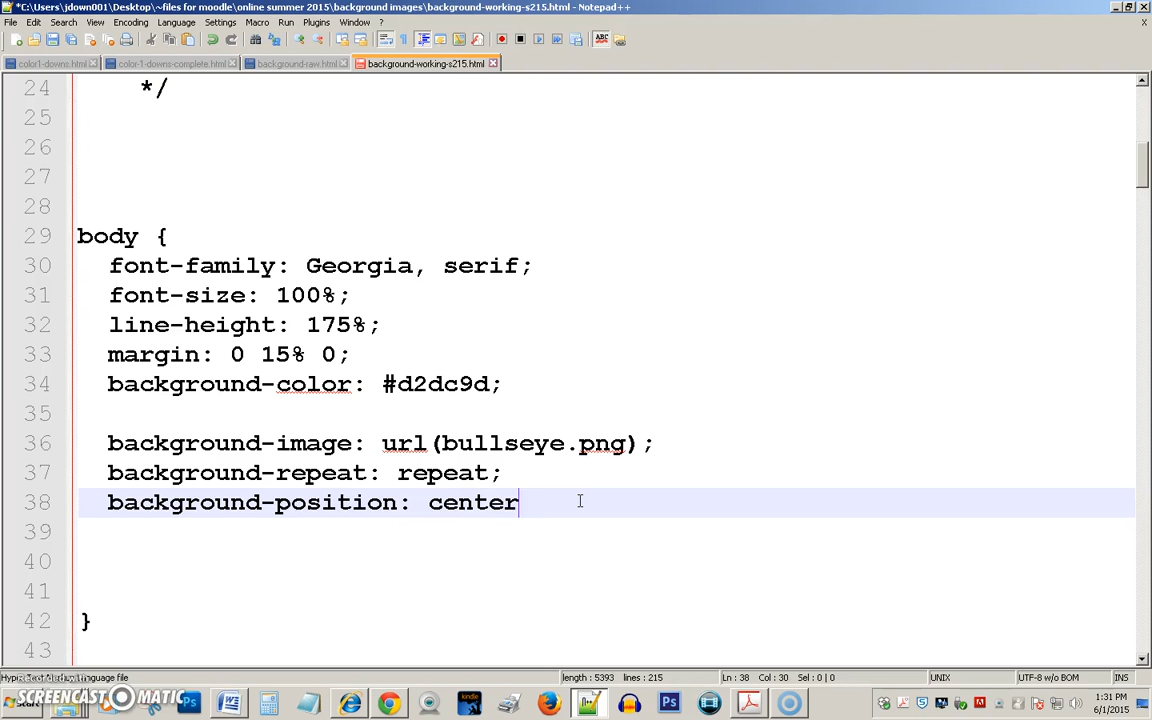 *C:\Users\jdown001\Desktop\~files for moodle\online summer 2015\background images\background-working-s215.html - Notepad++
File Edit Search View Encoding Language Settings Macro Run Plugins Window ?
color1-downs.html color-1-downs-complete.html background-raw.html background-working-s215.html
24 */
25
26
27
28
29 body {
30 font-family: Georgia, serif;
31 font-size: 100%;
32 line-height: 175%;
33 margin: 0 15% 0;
34 background-color: #d2dc9d;
35
36 background-image: url(bullseye.png);
37 background-repeat: repeat;
38 background-position: center
39
40
41
42 }
43
length : 5393 lines : 215 Ln : 38 Col : 30 Sel : 0 | 0 UNIX UTF-8 w/o BOM INS
SCREENCAST MATIC
1:31 PM
6/1/2015